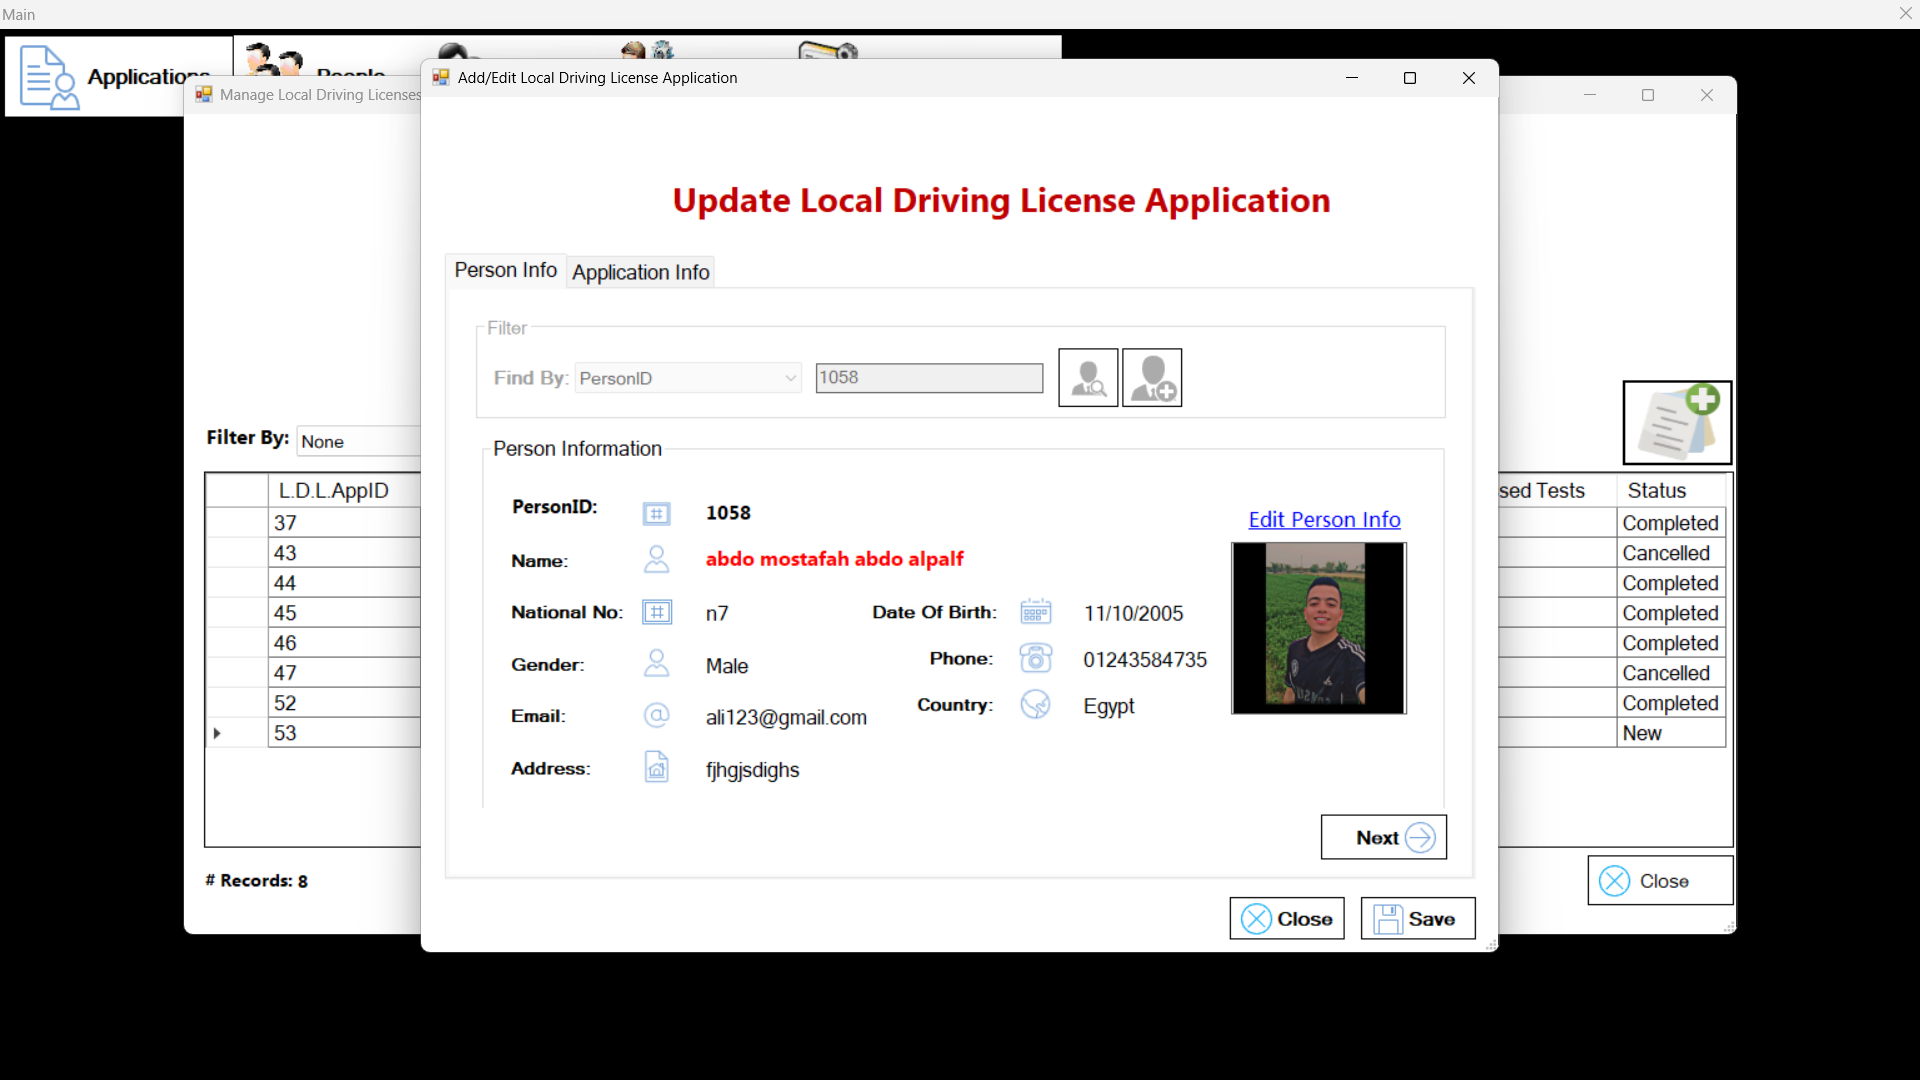 Main
Applications
People
Manage Local Driving Licenses
Add/Edit Local Driving License Application
Update Local Driving License Application
Person Info
Application Info
Filter
Find By:
PersonID
1058
Person Information
PersonID:
1058
Edit Person Info
Name:
abdo mostafah abdo alpalf
National No:
n7
Date Of Birth:
11/10/2005
Gender:
Male
Phone:
01243584735
Email:
ali123@gmail.com
Country:
Egypt
Address:
fjhgjsdighs
Next
Close
Save
Filter By:
None
L.D.L.AppID
sed Tests
Status
37
Completed
43
Cancelled
44
Completed
45
Completed
46
Completed
47
Cancelled
52
Completed
53
New
# Records: 8
Close